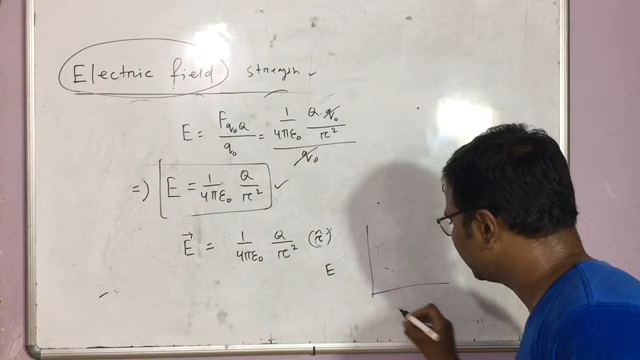 Electric field strength ✓
E = F_{q₀Q}/q₀ = (1/4πε₀ Q·q₀/r²)/q₀
⇒ E = 1/4πε₀ Q/r² ✓
E⃗ = 1/4πε₀ Q/r² (r̂)
E